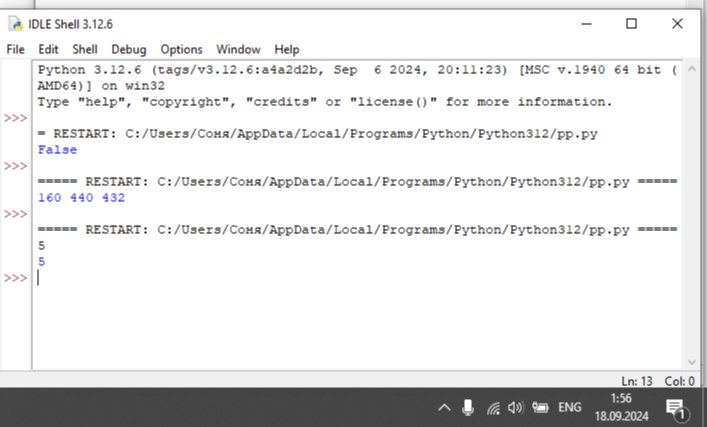 IDLE Shell 3.12.6
File Edit Shell Debug Options Window Help
Python 3.12.6 (tags/v3.12.6:a4a2d2b, Sep  6 2024, 20:11:23) [MSC v.1940 64 bit (
AMD64)] on win32
Type "help", "copyright", "credits" or "license()" for more information.
>>>
= RESTART: C:/Users/Соня/AppData/Local/Programs/Python/Python312/pp.py
False
>>>
===== RESTART: C:/Users/Соня/AppData/Local/Programs/Python/Python312/pp.py =====
160 440 432
>>>
===== RESTART: C:/Users/Соня/AppData/Local/Programs/Python/Python312/pp.py =====
5
5
>>>
Ln: 13 Col: 0
ENG
1:56
18.09.2024
1